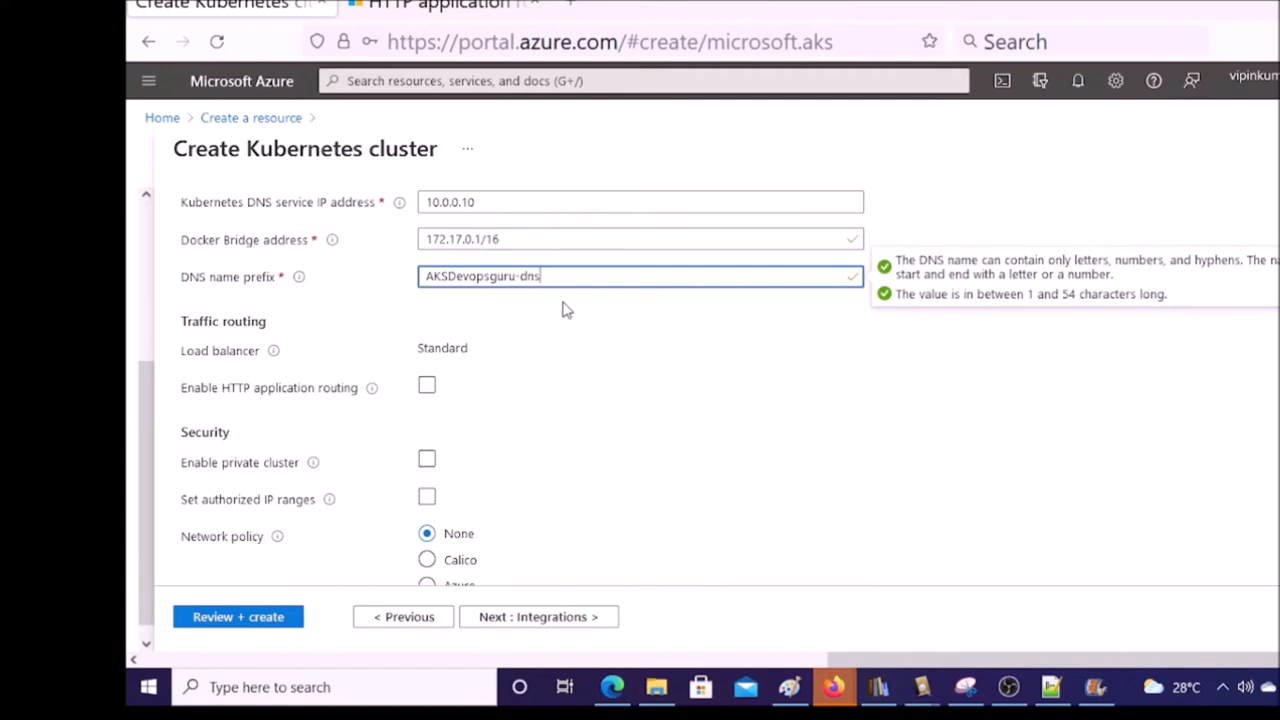 Create Kubernetes cl
HTTP application r
https://portal.azure.com/#create/microsoft.aks
Search
Microsoft Azure
Search resources, services, and docs (G+/)
vipinkum
Home > Create a resource >
Create Kubernetes cluster ...
Kubernetes DNS service IP address *
10.0.0.10
Docker Bridge address *
172.17.0.1/16
DNS name prefix *
AKSDevopsguru-dns
The DNS name can contain only letters, numbers, and hyphens. The na
start and end with a letter or a number.
The value is in between 1 and 54 characters long.
Traffic routing
Load balancer
Standard
Enable HTTP application routing
Security
Enable private cluster
Set authorized IP ranges
Network policy
None
Calico
Azure
Review + create
< Previous
Next : Integrations >
Type here to search
28°C